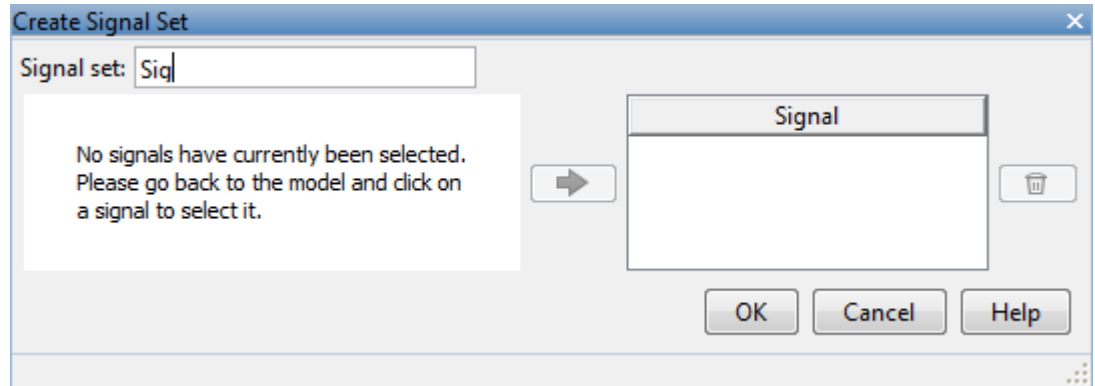 Create Signal Set
Signal set: Sig
No signals have currently been selected.
Please go back to the model and click on
a signal to select it.
Signal
OK Cancel Help